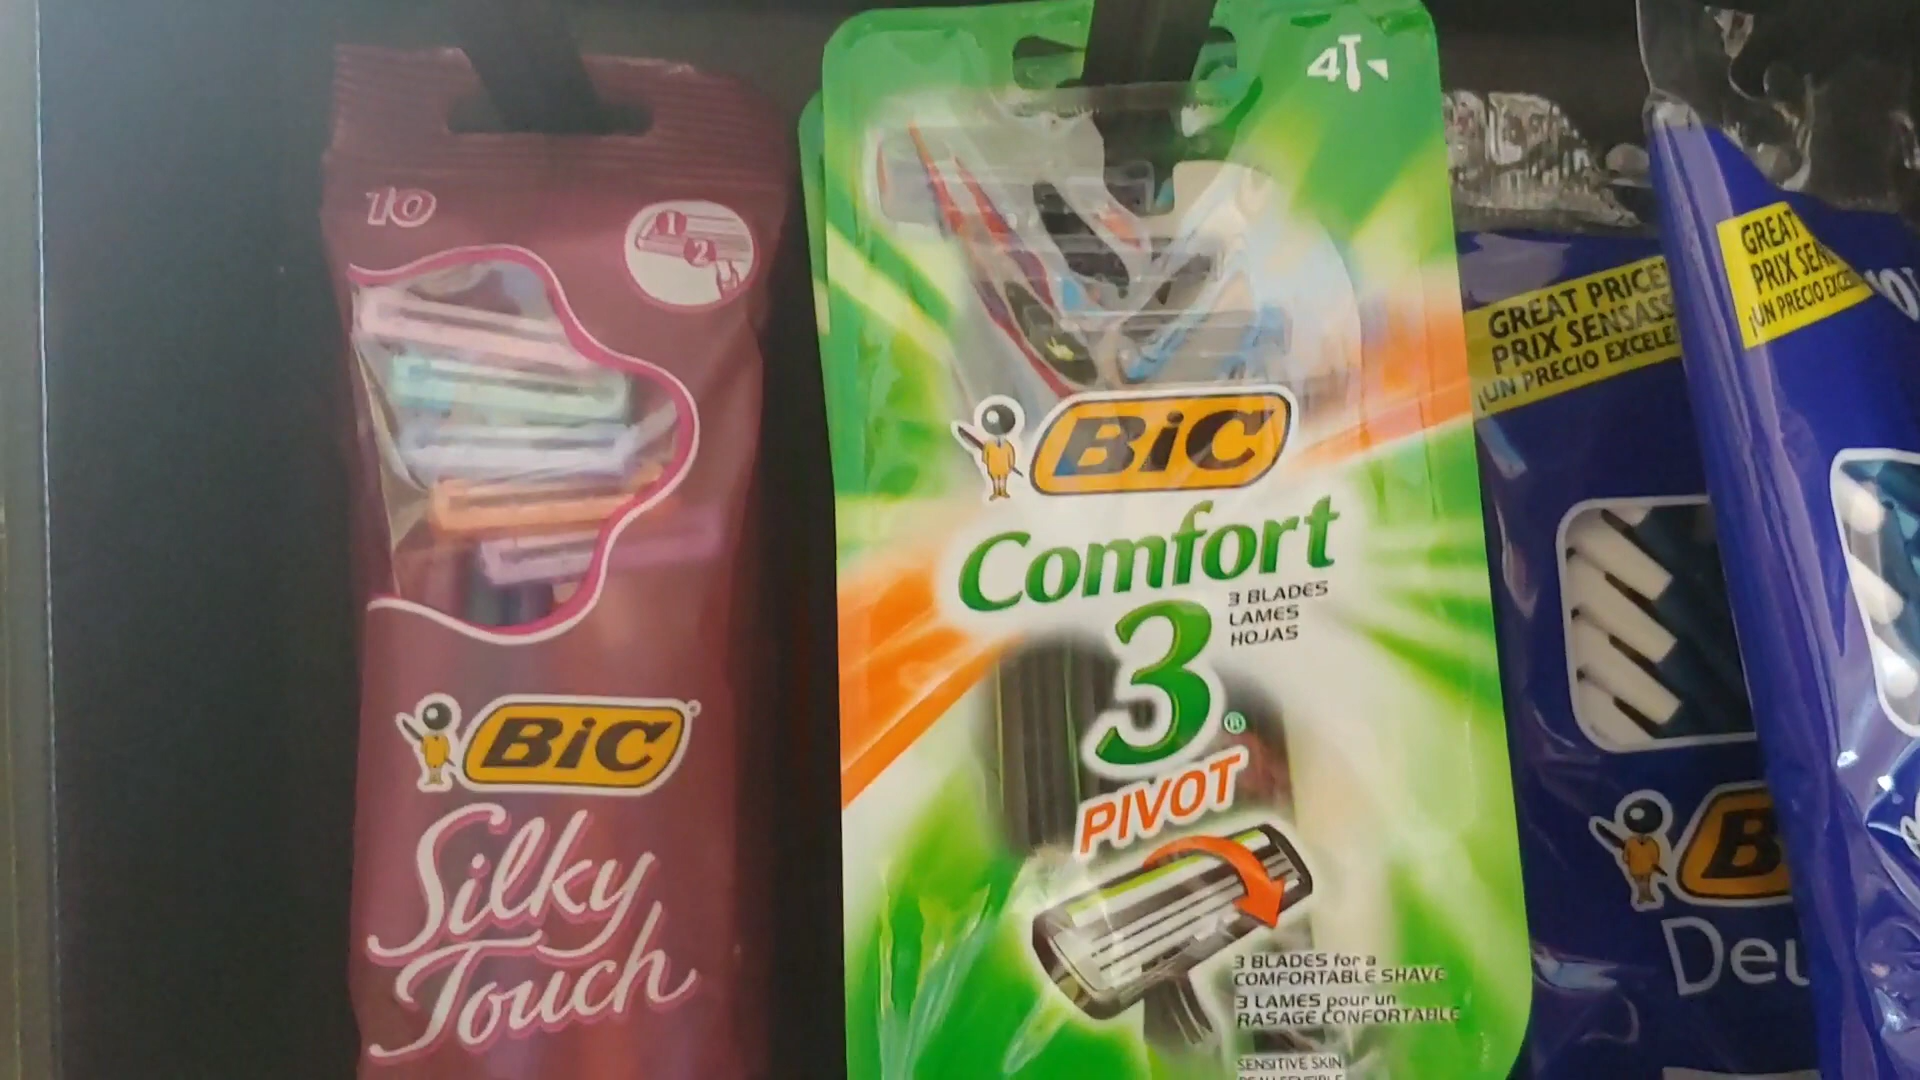 10
1
2
BiC
Silky
Touch
4
BiC
Comfort
3®
3 BLADES
LAMES
HOJAS
PIVOT
3 BLADES for a
COMFORTABLE SHAVE
3 LAMES pour un
RASAGE CONFORTABLE
SENSITIVE SKIN
GREAT PRICE!
PRIX SENSASS
¡UN PRECIO EXCELE
B
Deu
GREAT
PRIX SEN
¡UN PRECIO EXCE